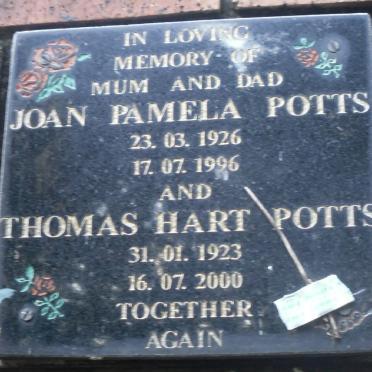 IN LOVING
MEMORY OF
MUM AND DAD
JOAN PAMELA POTTS
23. 03. 1926
17. 07. 1996
AND
THOMAS HART POTTS
31. 01. 1923
16. 07. 2000
TOGETHER
AGAIN